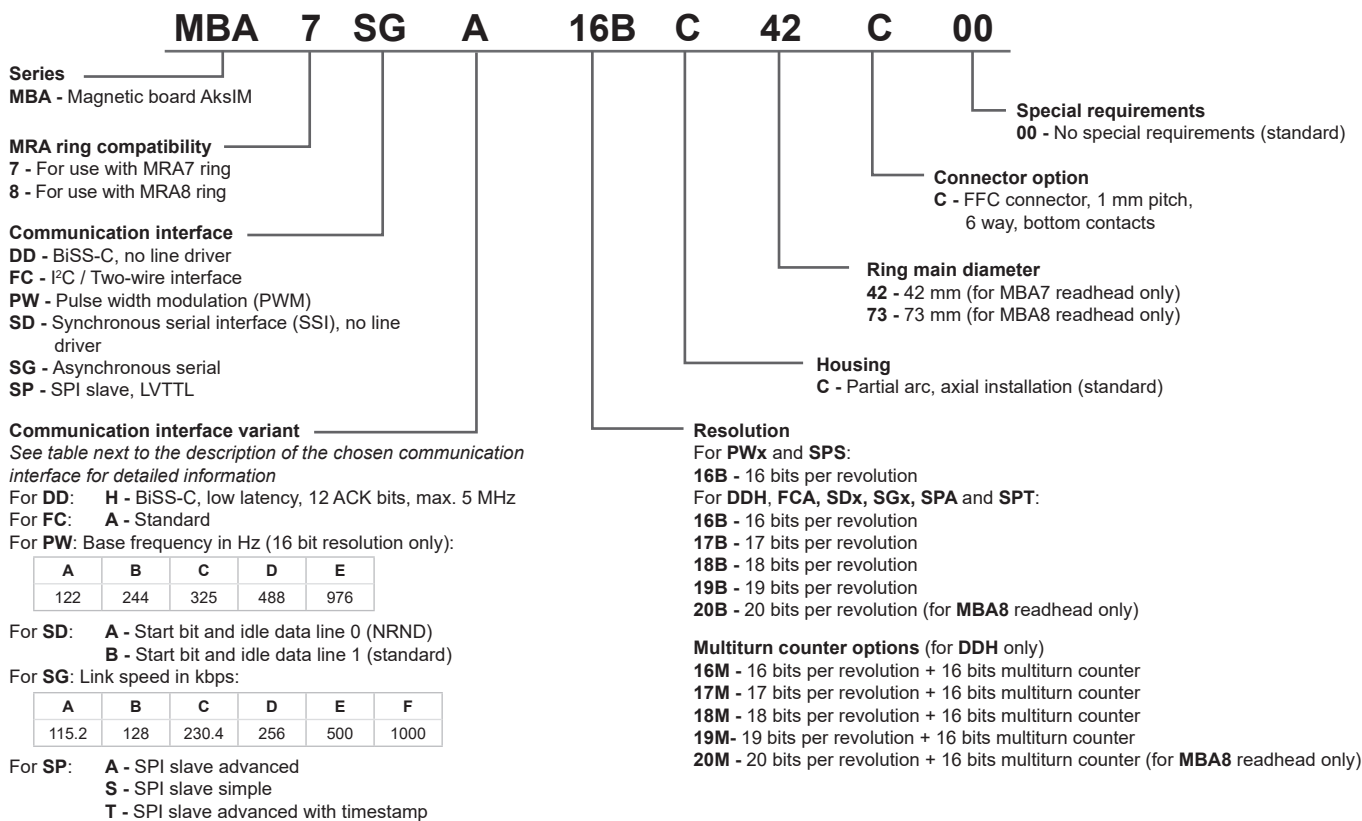 MBA 7 SG A 16B C 42 C 00
Series
MBA - Magnetic board AksIM
MRA ring compatibility
7 - For use with MRA7 ring
8 - For use with MRA8 ring
Communication interface
DD - BiSS-C, no line driver
FC - I²C / Two-wire interface
PW - Pulse width modulation (PWM)
SD - Synchronous serial interface (SSI), no line
driver
SG - Asynchronous serial
SP - SPI slave, LVTTL
Communication interface variant
See table next to the description of the chosen communication
interface for detailed information
For DD: H - BiSS-C, low latency, 12 ACK bits, max. 5 MHz
For FC: A - Standard
For PW: Base frequency in Hz (16 bit resolution only):
A B C D E
122 244 325 488 976
For SD: A - Start bit and idle data line 0 (NRND)
B - Start bit and idle data line 1 (standard)
For SG: Link speed in kbps:
A B C D E F
115.2 128 230.4 256 500 1000
For SP: A - SPI slave advanced
S - SPI slave simple
T - SPI slave advanced with timestamp
Special requirements
00 - No special requirements (standard)
Connector option
C - FFC connector, 1 mm pitch,
6 way, bottom contacts
Ring main diameter
42 - 42 mm (for MBA7 readhead only)
73 - 73 mm (for MBA8 readhead only)
Housing
C - Partial arc, axial installation (standard)
Resolution
For PWx and SPS:
16B - 16 bits per revolution
For DDH, FCA, SDx, SGx, SPA and SPT:
16B - 16 bits per revolution
17B - 17 bits per revolution
18B - 18 bits per revolution
19B - 19 bits per revolution
20B - 20 bits per revolution (for MBA8 readhead only)
Multiturn counter options (for DDH only)
16M - 16 bits per revolution + 16 bits multiturn counter
17M - 17 bits per revolution + 16 bits multiturn counter
18M - 18 bits per revolution + 16 bits multiturn counter
19M- 19 bits per revolution + 16 bits multiturn counter
20M - 20 bits per revolution + 16 bits multiturn counter (for MBA8 readhead only)